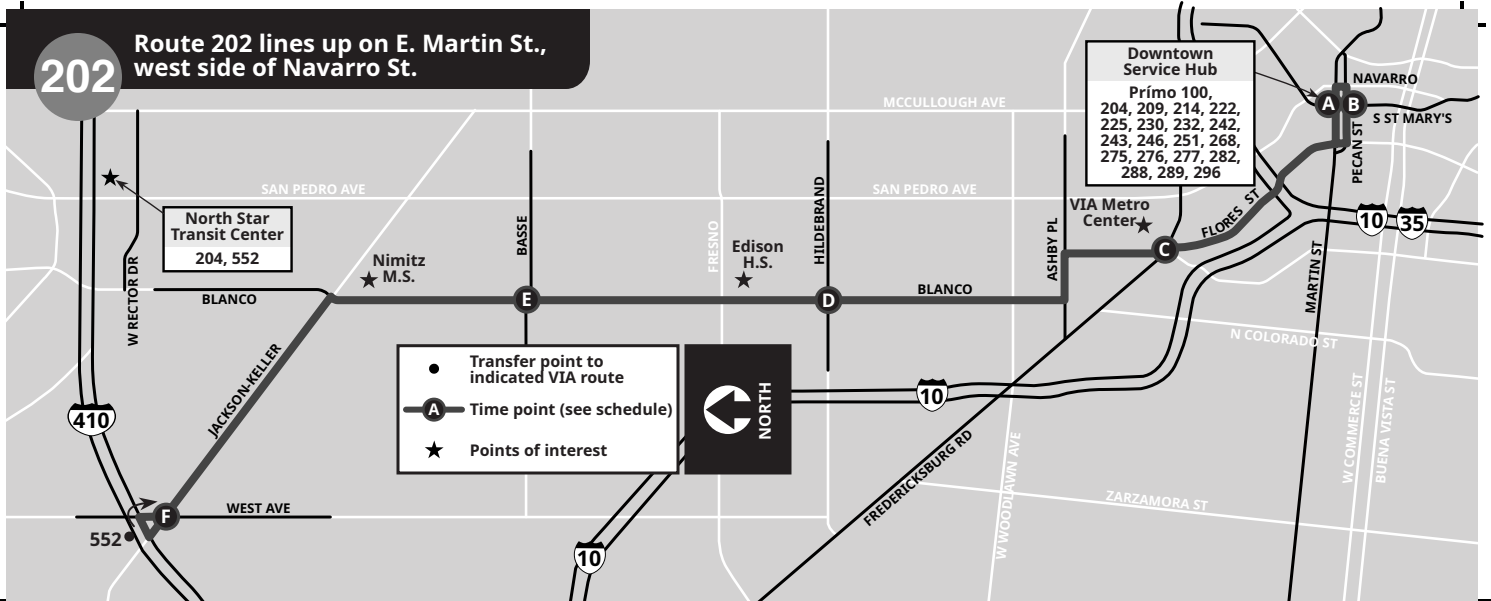 202
Route 202 lines up on E. Martin St.,
west side of Navarro St.
Downtown
Service Hub
Prímo 100,
204, 209, 214, 222,
225, 230, 232, 242,
243, 246, 251, 268,
275, 276, 277, 282,
288, 289, 296
NAVARRO
A
B
S ST MARY'S
PECAN ST
MCCULLOUGH AVE
SAN PEDRO AVE
SAN PEDRO AVE
North Star
Transit Center
204, 552
W RECTOR DR
BLANCO
Nimitz
M.S.
BASSE
E
FRESNO
Edison
H.S.
HILDEBRAND
D
BLANCO
ASHBY PL
VIA Metro
Center
C
FLORES ST
10
35
MARTIN ST
N COLORADO ST
W COMMERCE ST
BUENA VISTA ST
JACKSON-KELLER
410
Transfer point to
indicated VIA route
A
Time point (see schedule)
Points of interest
NORTH
10
FREDERICKSBURG RD
W WOODLAWN AVE
ZARZAMORA ST
F
WEST AVE
552
10